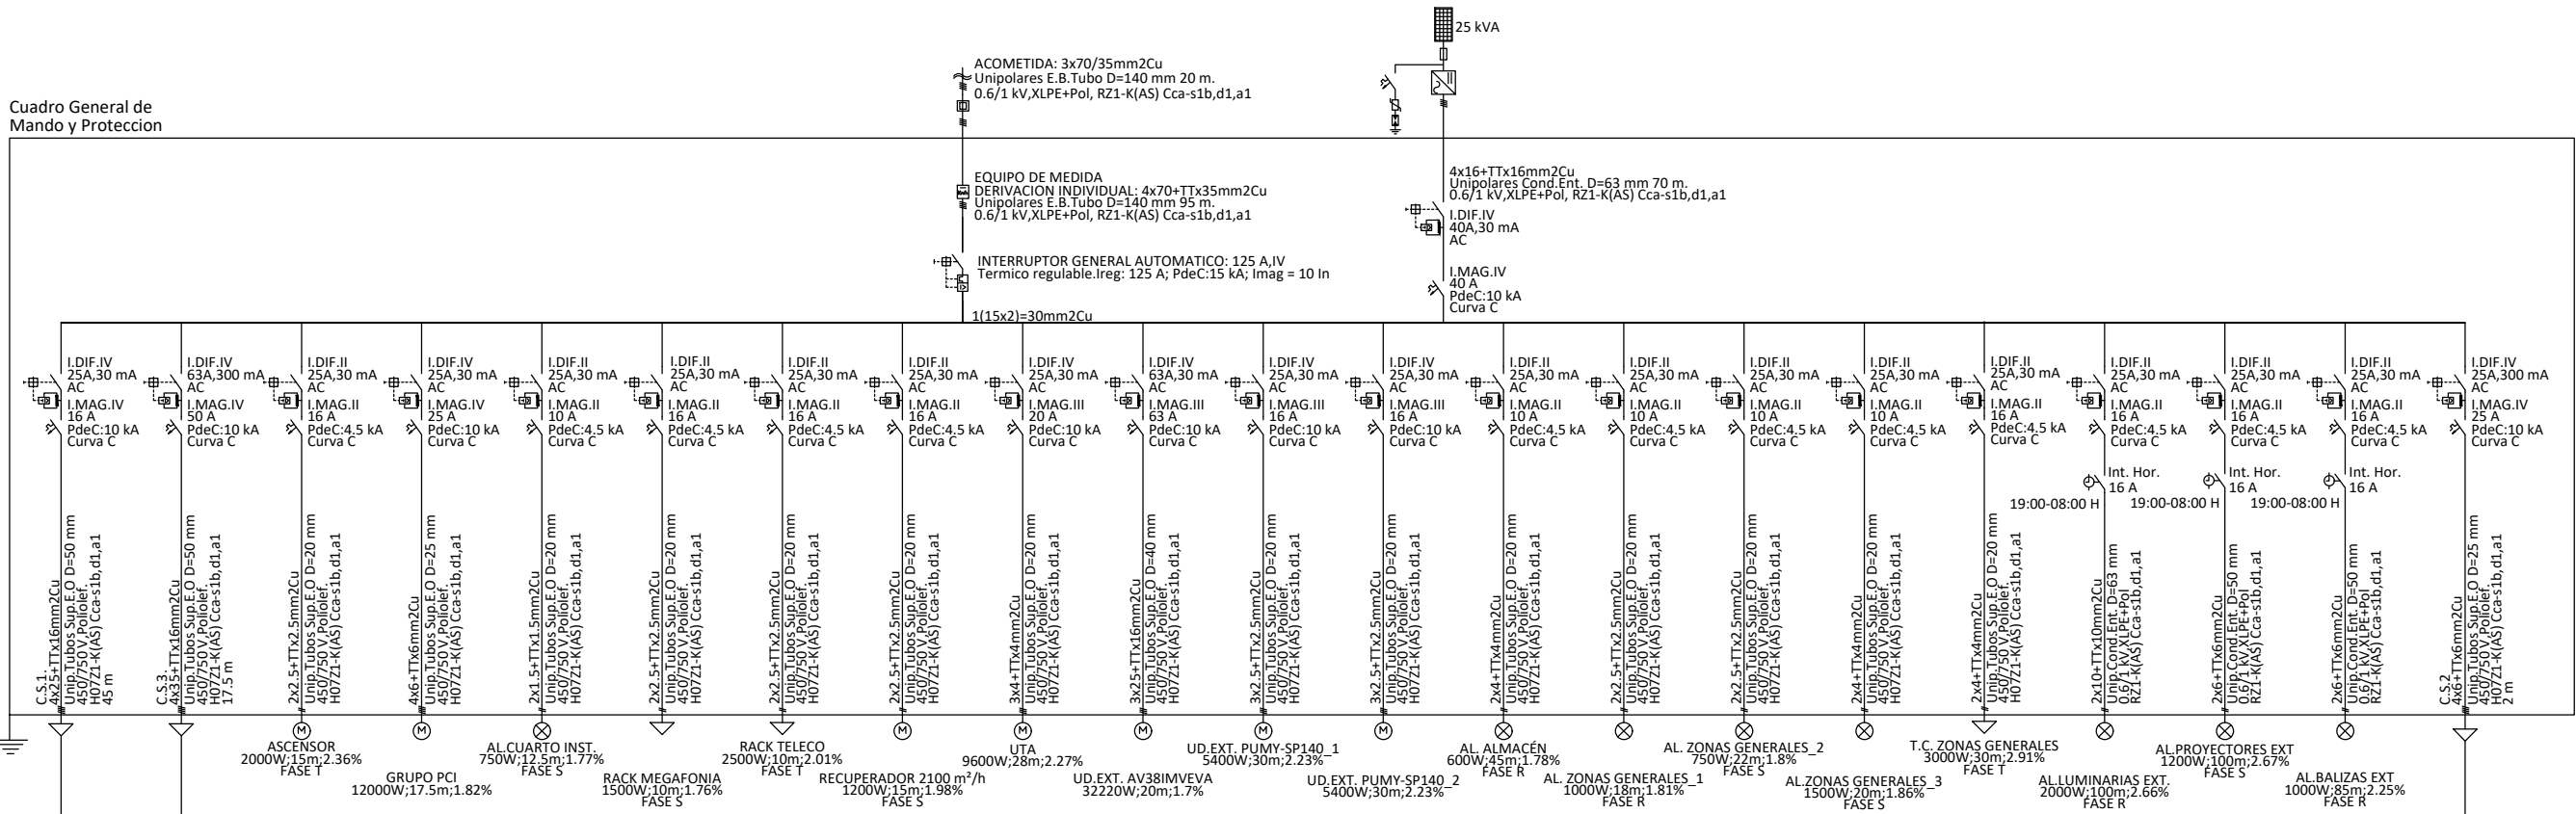 25 kVA
ACOMETIDA: 3x70/35mm2Cu
Unipolares E.B.Tubo D=140 mm 20 m.
0.6/1 kV,XLPE+Pol, RZ1-K(AS) Cca-s1b,d1,a1
Cuadro General de
Mando y Proteccion
EQUIPO DE MEDIDA
DERIVACION INDIVIDUAL: 4x70+TTx35mm2Cu
Unipolares E.B.Tubo D=140 mm 95 m.
0.6/1 kV,XLPE+Pol, RZ1-K(AS) Cca-s1b,d1,a1
4x16+TTx16mm2Cu
Unipolares Cond.Ent. D=63 mm 70 m.
0.6/1 kV,XLPE+Pol, RZ1-K(AS) Cca-s1b,d1,a1
I.DIF.IV
40A,30 mA
AC
INTERRUPTOR GENERAL AUTOMATICO: 125 A,IV
Termico regulable.Ireg: 125 A; PdeC:15 kA; Imag = 10 In
I.MAG.IV
40 A
PdeC:10 kA
Curva C
1(15x2)=30mm2Cu
I.DIF.IV
25A,30 mA
AC
I.MAG.IV
16 A
PdeC:10 kA
Curva C
C.S.1.
4x25+TTx16mm2Cu
Unip.Tubos Sup.E.O D=50 mm
450/750 V,Poliolef.
H07Z1-K(AS) Cca-s1b,d1,a1
45 m
I.DIF.IV
63A,300 mA
AC
I.MAG.IV
50 A
PdeC:10 kA
Curva C
C.S.3.
4x35+TTx16mm2Cu
Unip.Tubos Sup.E.O D=50 mm
450/750 V,Poliolef.
H07Z1-K(AS) Cca-s1b,d1,a1
17.5 m
I.DIF.II
25A,30 mA
AC
I.MAG.II
16 A
PdeC:4.5 kA
Curva C
2x2.5+TTx2.5mm2Cu
Unip.Tubos Sup.E.O D=20 mm
450/750 V,Poliolef.
H07Z1-K(AS) Cca-s1b,d1,a1
ASCENSOR
2000W;15m;2.36%
FASE T
I.DIF.IV
25A,30 mA
AC
I.MAG.IV
25 A
PdeC:10 kA
Curva C
4x6+TTx6mm2Cu
Unip.Tubos Sup.E.O D=25 mm
450/750 V,Poliolef.
H07Z1-K(AS) Cca-s1b,d1,a1
GRUPO PCI
12000W;17.5m;1.82%
I.DIF.II
25A,30 mA
AC
I.MAG.II
10 A
PdeC:4.5 kA
Curva C
2x1.5+TTx1.5mm2Cu
Unip.Tubos Sup.E.O D=20 mm
450/750 V,Poliolef.
H07Z1-K(AS) Cca-s1b,d1,a1
AL.CUARTO INST.
750W;12.5m;1.77%
FASE S
I.DIF.II
25A,30 mA
AC
I.MAG.II
16 A
PdeC:4.5 kA
Curva C
2x2.5+TTx2.5mm2Cu
Unip.Tubos Sup.E.O D=20 mm
450/750 V,Poliolef.
H07Z1-K(AS) Cca-s1b,d1,a1
RACK MEGAFONIA
1500W;10m;1.76%
FASE S
I.DIF.II
25A,30 mA
AC
I.MAG.II
16 A
PdeC:4.5 kA
Curva C
2x2.5+TTx2.5mm2Cu
Unip.Tubos Sup.E.O D=20 mm
450/750 V,Poliolef.
H07Z1-K(AS) Cca-s1b,d1,a1
RACK TELECO
2500W;10m;2.01%
FASE T
I.DIF.II
25A,30 mA
AC
I.MAG.II
16 A
PdeC:4.5 kA
Curva C
2x2.5+TTx2.5mm2Cu
Unip.Tubos Sup.E.O D=20 mm
450/750 V,Poliolef.
H07Z1-K(AS) Cca-s1b,d1,a1
RECUPERADOR 2100 m²/h
1200W;15m;1.98%
FASE S
I.DIF.IV
25A,30 mA
AC
I.MAG.III
20 A
PdeC:10 kA
Curva C
3x4+TTx4mm2Cu
Unip.Tubos Sup.E.O D=20 mm
450/750 V,Poliolef.
H07Z1-K(AS) Cca-s1b,d1,a1
UTA
9600W;28m;2.27%
I.DIF.IV
63A,30 mA
AC
I.MAG.III
63 A
PdeC:10 kA
Curva C
3x25+TTx16mm2Cu
Unip.Tubos Sup.E.O D=40 mm
450/750 V,Poliolef.
H07Z1-K(AS) Cca-s1b,d1,a1
UD.EXT. AV38IMVEVA
32220W;20m;1.7%
I.DIF.IV
25A,30 mA
AC
I.MAG.III
16 A
PdeC:10 kA
Curva C
3x2.5+TTx2.5mm2Cu
Unip.Tubos Sup.E.O D=20 mm
450/750 V,Poliolef.
H07Z1-K(AS) Cca-s1b,d1,a1
UD.EXT. PUMY-SP140_1
5400W;30m;2.23%
I.DIF.IV
25A,30 mA
AC
I.MAG.III
16 A
PdeC:10 kA
Curva C
3x2.5+TTx2.5mm2Cu
Unip.Tubos Sup.E.O D=20 mm
450/750 V,Poliolef.
H07Z1-K(AS) Cca-s1b,d1,a1
UD.EXT. PUMY-SP140_2
5400W;30m;2.23%
I.DIF.II
25A,30 mA
AC
I.MAG.II
10 A
PdeC:4.5 kA
Curva C
2x4+TTx4mm2Cu
Unip.Tubos Sup.E.O D=20 mm
450/750 V,Poliolef.
H07Z1-K(AS) Cca-s1b,d1,a1
AL. ALMACÉN
600W;45m;1.78%
FASE R
I.DIF.II
25A,30 mA
AC
I.MAG.II
10 A
PdeC:4.5 kA
Curva C
2x2.5+TTx2.5mm2Cu
Unip.Tubos Sup.E.O D=20 mm
450/750 V,Poliolef.
H07Z1-K(AS) Cca-s1b,d1,a1
AL. ZONAS GENERALES_1
1000W;18m;1.81%
FASE R
I.DIF.II
25A,30 mA
AC
I.MAG.II
10 A
PdeC:4.5 kA
Curva C
2x2.5+TTx2.5mm2Cu
Unip.Tubos Sup.E.O D=20 mm
450/750 V,Poliolef.
H07Z1-K(AS) Cca-s1b,d1,a1
AL. ZONAS GENERALES_2
750W;22m;1.8%
FASE S
I.DIF.II
25A,30 mA
AC
I.MAG.II
10 A
PdeC:4.5 kA
Curva C
2x4+TTx4mm2Cu
Unip.Tubos Sup.E.O D=20 mm
450/750 V,Poliolef.
H07Z1-K(AS) Cca-s1b,d1,a1
AL.ZONAS GENERALES_3
1500W;20m;1.86%
FASE S
I.DIF.II
25A,30 mA
AC
I.MAG.II
16 A
PdeC:4.5 kA
Curva C
2x4+TTx4mm2Cu
Unip.Tubos Sup.E.O D=20 mm
450/750 V,Poliolef.
H07Z1-K(AS) Cca-s1b,d1,a1
T.C. ZONAS GENERALES
3000W;30m;2.91%
FASE T
I.DIF.II
25A,30 mA
AC
I.MAG.II
16 A
PdeC:4.5 kA
Curva C
Int. Hor.
16 A
19:00-08:00 H
2x10+TTx10mm2Cu
Unip.Cond.Ent. D=63 mm
0.6/1 kV,XLPE+Pol
RZ1-K(AS) Cca-s1b,d1,a1
AL.LUMINARIAS EXT.
2000W;100m;2.66%
FASE R
I.DIF.II
25A,30 mA
AC
I.MAG.II
16 A
PdeC:4.5 kA
Curva C
Int. Hor.
16 A
19:00-08:00 H
2x6+TTx6mm2Cu
Unip.Cond.Ent. D=50 mm
0.6/1 kV,XLPE+Pol
RZ1-K(AS) Cca-s1b,d1,a1
AL.PROYECTORES EXT
1200W;100m;2.67%
FASE S
I.DIF.II
25A,30 mA
AC
I.MAG.II
16 A
PdeC:4.5 kA
Curva C
Int. Hor.
16 A
19:00-08:00 H
2x6+TTx6mm2Cu
Unip.Cond.Ent. D=50 mm
0.6/1 kV,XLPE+Pol
RZ1-K(AS) Cca-s1b,d1,a1
AL.BALIZAS EXT
1000W;85m;2.25%
FASE R
I.DIF.IV
25A,300 mA
AC
I.MAG.IV
25 A
PdeC:10 kA
Curva C
C.S.2
4x6+TTx6mm2Cu
Unip.Tubos Sup.E.O D=25 mm
450/750 V,Poliolef.
H07Z1-K(AS) Cca-s1b,d1,a1
2 m
M
M
M
M
M
M
M